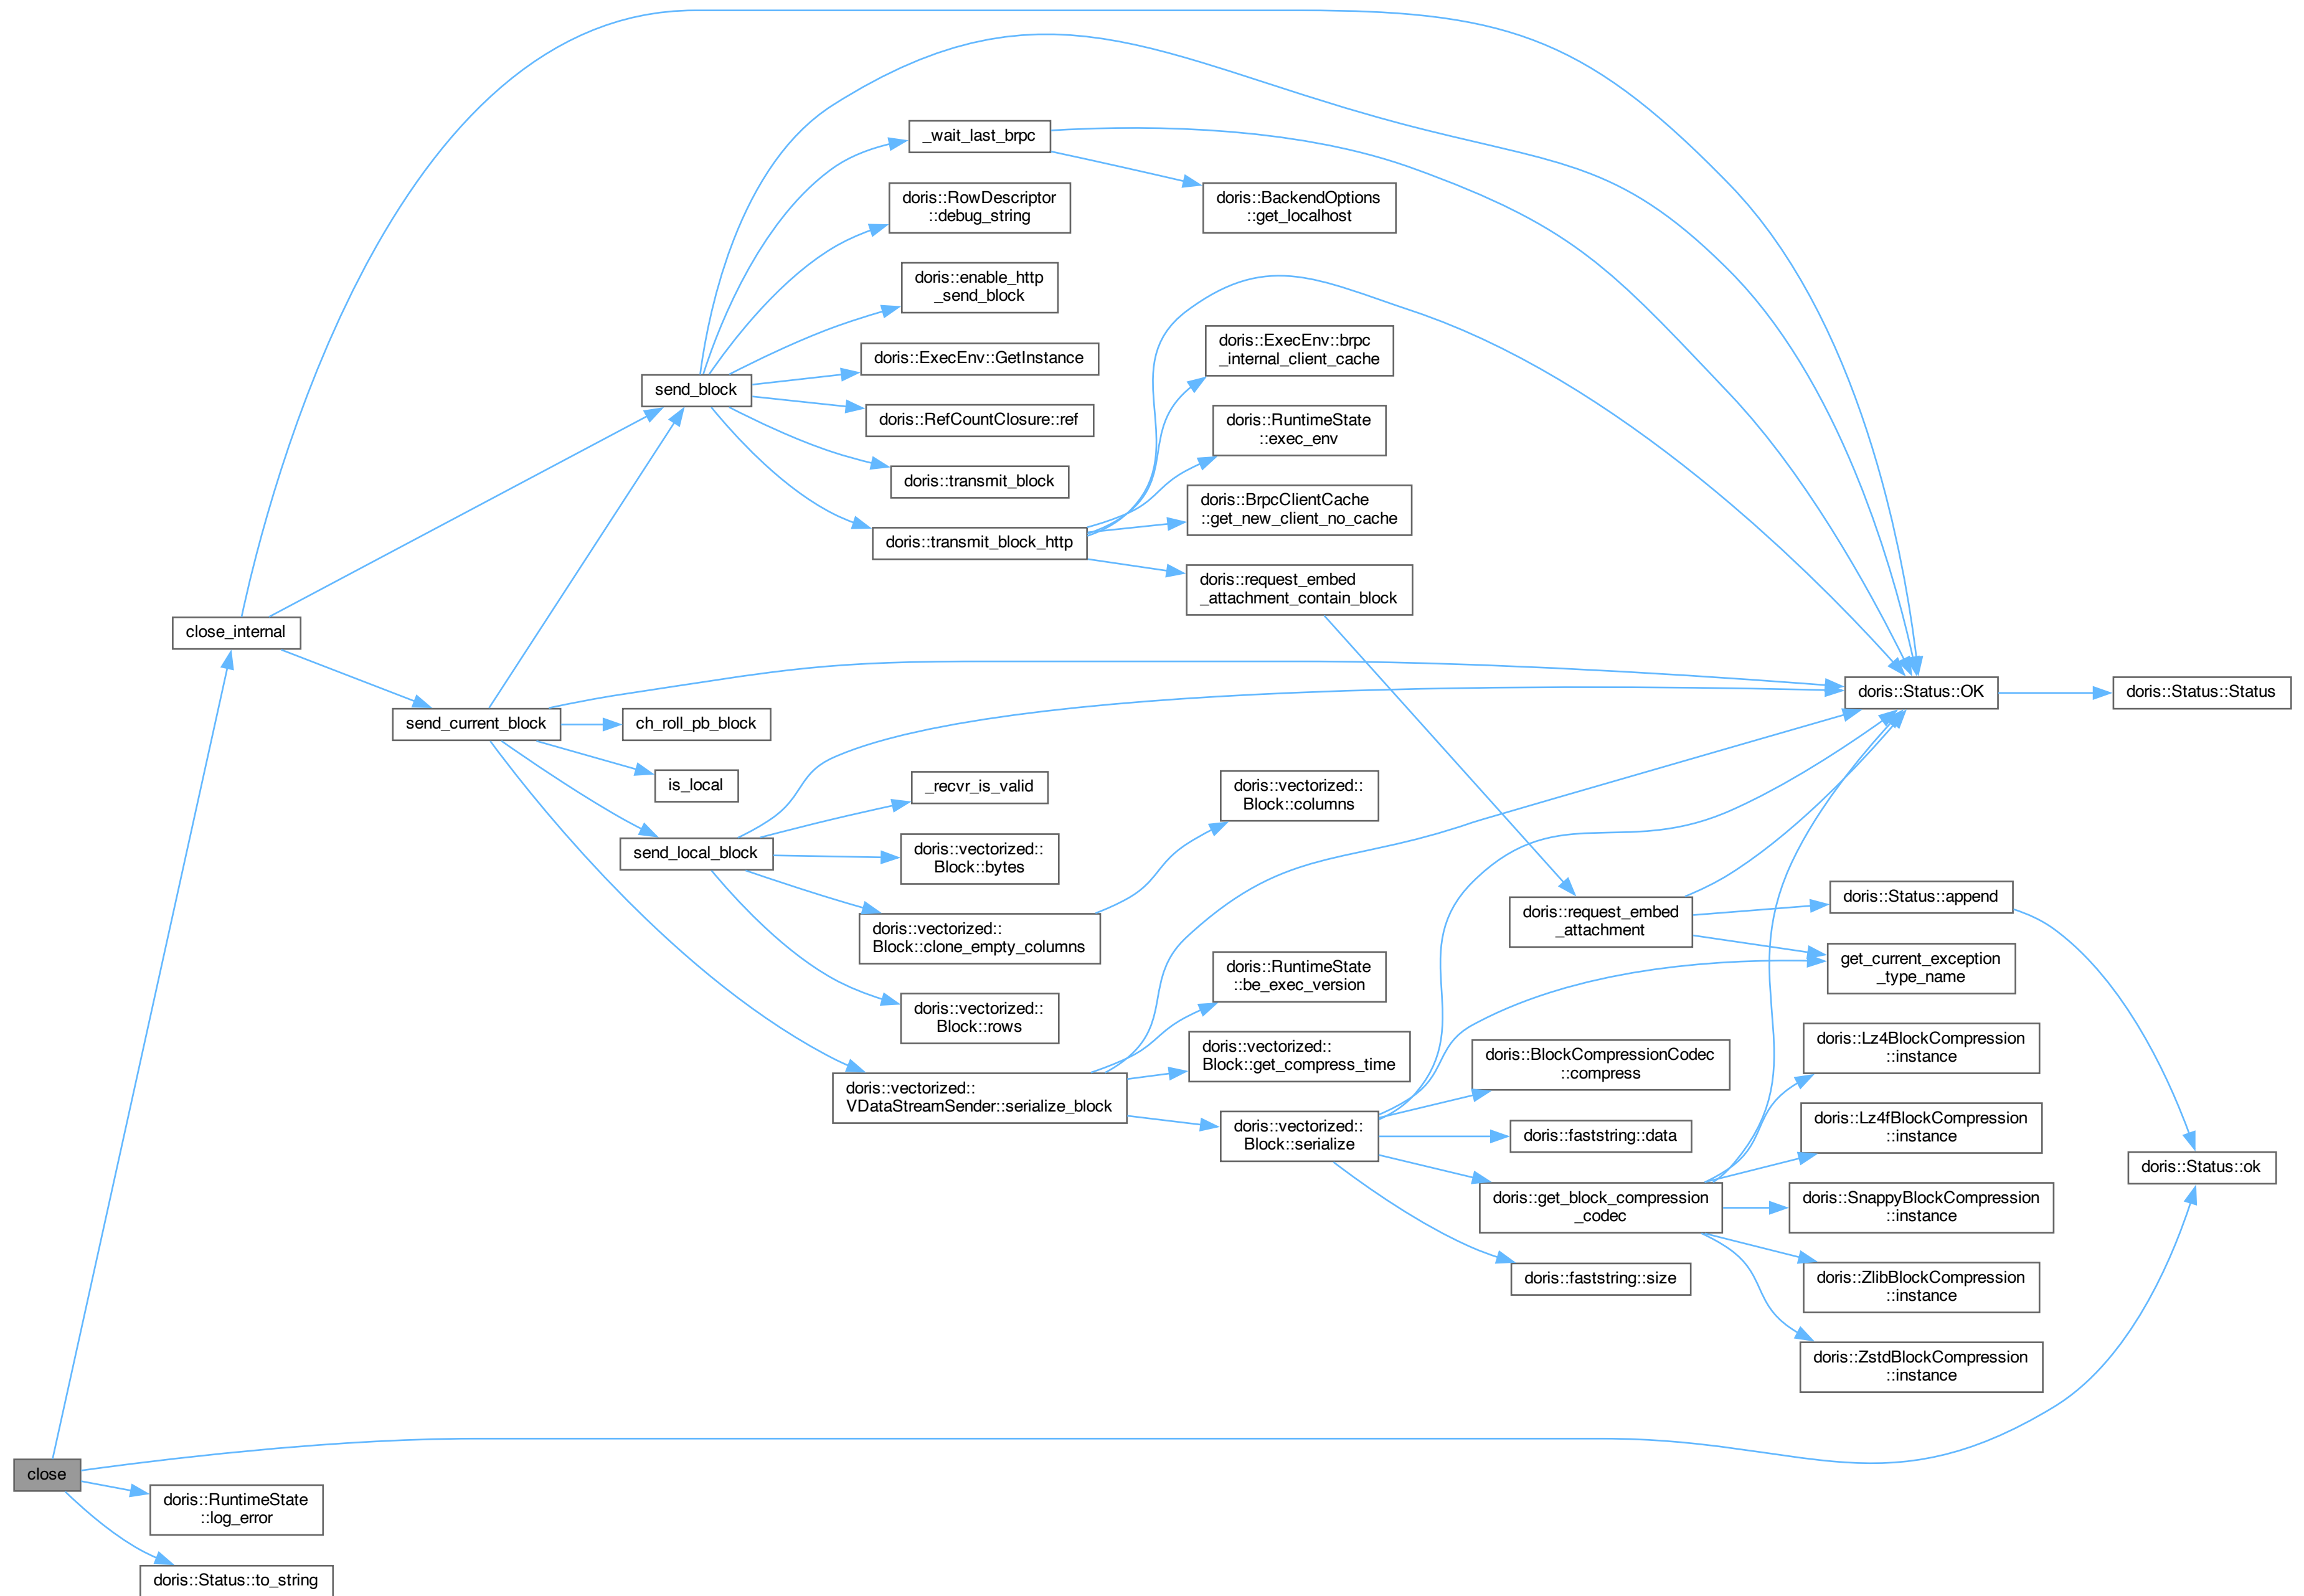 _wait_last_brpc
doris::RowDescriptor
::debug_string
doris::BackendOptions
::get_localhost
doris::enable_http
_send_block
doris::ExecEnv::GetInstance
doris::ExecEnv::brpc
_internal_client_cache
send_block
doris::RefCountClosure::ref
doris::RuntimeState
::exec_env
doris::transmit_block
doris::BrpcClientCache
::get_new_client_no_cache
doris::transmit_block_http
doris::request_embed
_attachment_contain_block
close_internal
doris::Status::OK
doris::Status::Status
send_current_block
ch_roll_pb_block
is_local
_recvr_is_valid
doris::vectorized::
Block::columns
send_local_block
doris::vectorized::
Block::bytes
doris::vectorized::
Block::clone_empty_columns
doris::request_embed
_attachment
doris::Status::append
get_current_exception
_type_name
doris::vectorized::
Block::rows
doris::RuntimeState
::be_exec_version
doris::vectorized::
Block::get_compress_time
doris::BlockCompressionCodec
::compress
doris::Lz4BlockCompression
::instance
doris::vectorized::
VDataStreamSender::serialize_block
doris::vectorized::
Block::serialize
doris::faststring::data
doris::Lz4fBlockCompression
::instance
doris::Status::ok
doris::get_block_compression
_codec
doris::SnappyBlockCompression
::instance
doris::faststring::size
doris::ZlibBlockCompression
::instance
doris::ZstdBlockCompression
::instance
close
doris::RuntimeState
::log_error
doris::Status::to_string